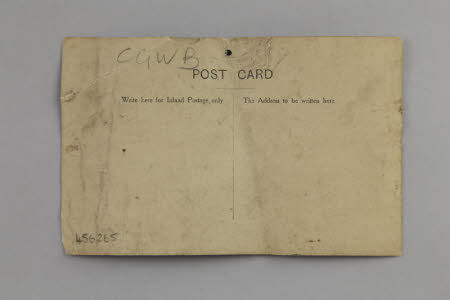 CGWB
POST CARD
Write here for Inland Postage, only
The Address to be written here
456265